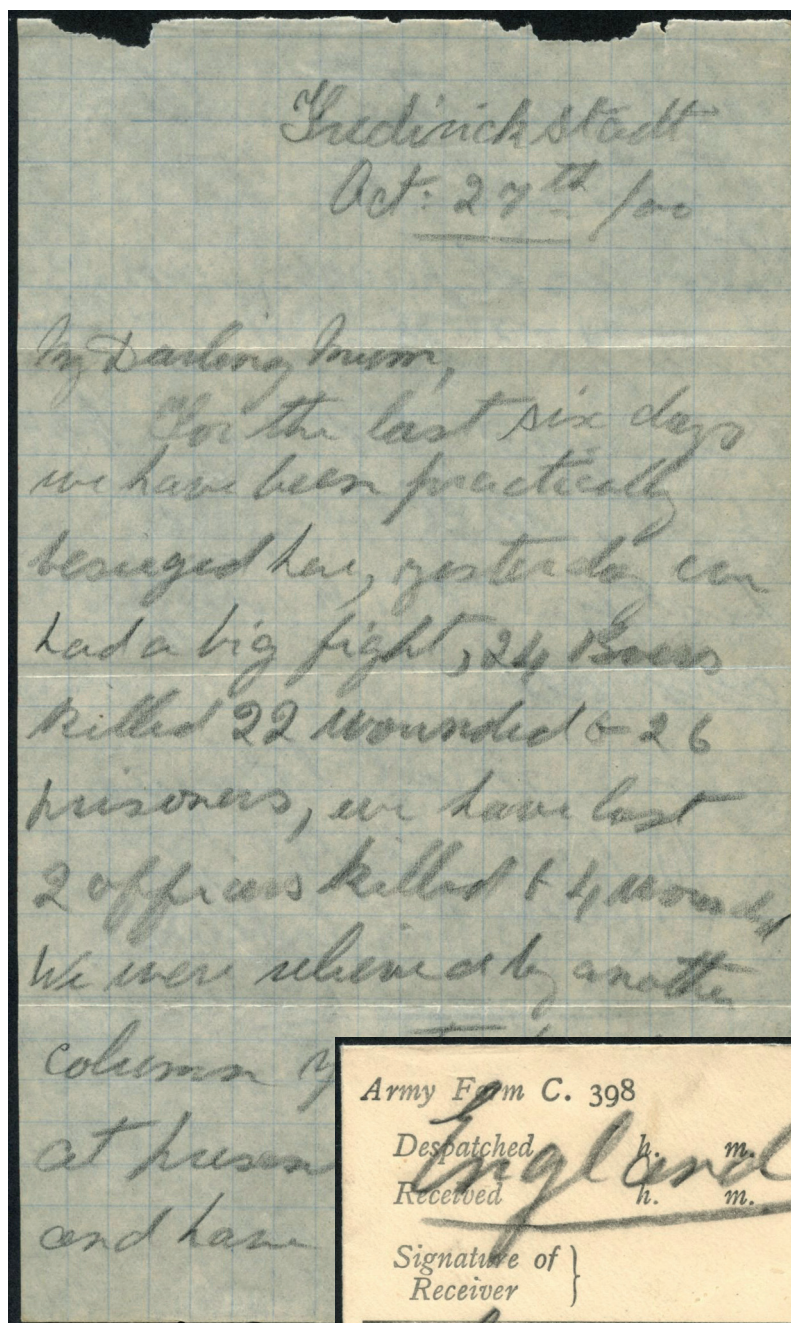 Fredirickstadt
Oct: 27th /00
My Darling Mum,
For the last six days
we have been practically
besieged here, yesterday we
had a big fight, 24 Boers
killed 22 wounded & 26
prisoners, we have lost
2 officers killed & 4 wounded
We were relieved by another
column
at presen
and have
Army Form C. 398
Despatched h. m.
England
Received h. m.
Signature of
Receiver